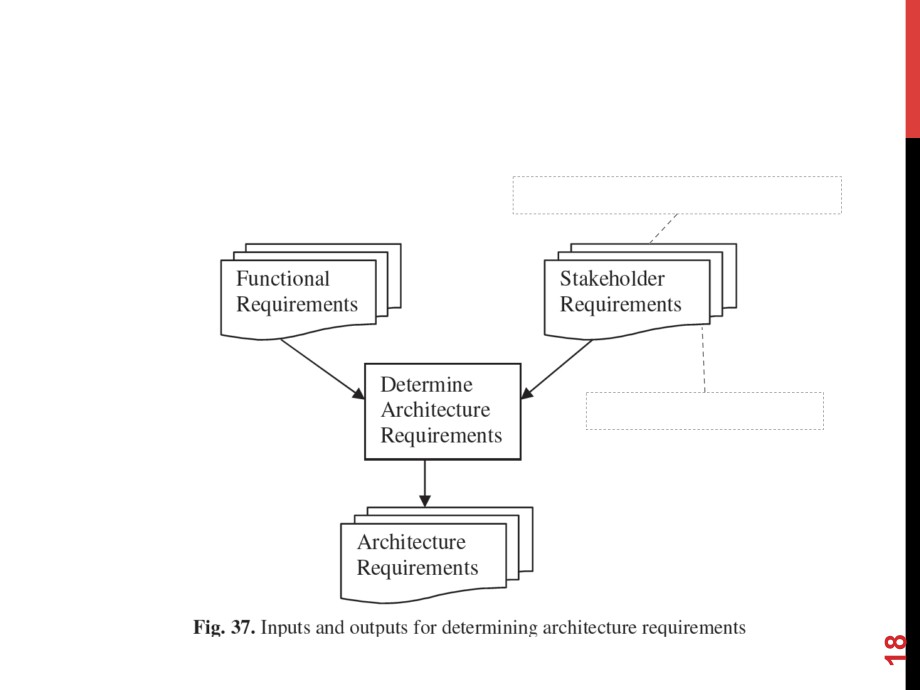 Functional
Requirements
Stakeholder
Requirements
Determine
Architecture
Requirements
Architecture
Requirements
Fig. 37. Inputs and outputs for determining architecture requirements
18